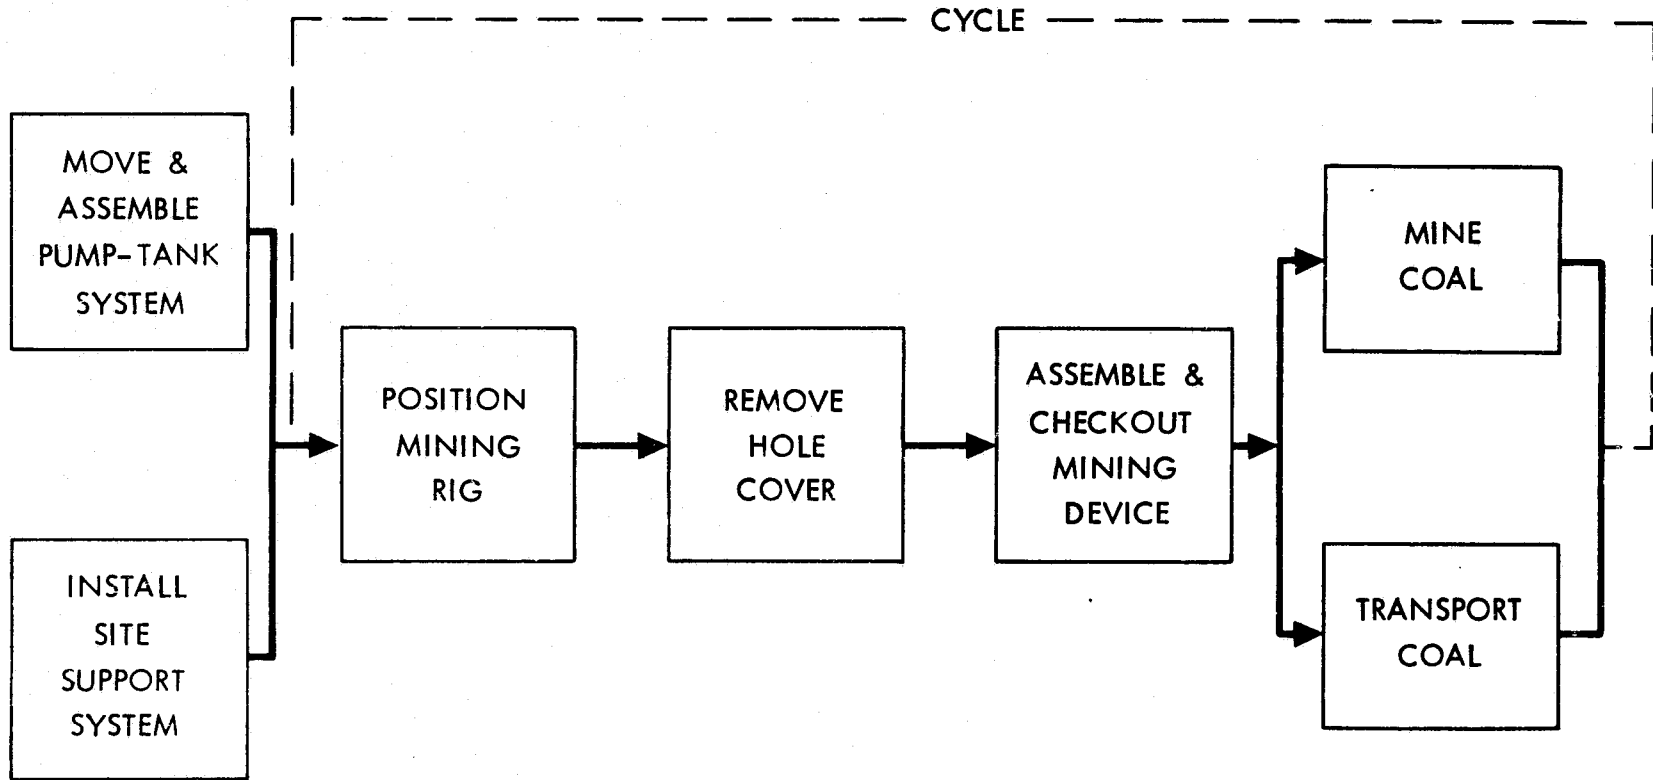 CYCLE
MOVE &
ASSEMBLE
PUMP-TANK
SYSTEM
INSTALL
SITE
SUPPORT
SYSTEM
POSITION
MINING
RIG
REMOVE
HOLE
COVER
ASSEMBLE &
CHECKOUT
MINING
DEVICE
MINE
COAL
TRANSPORT
COAL